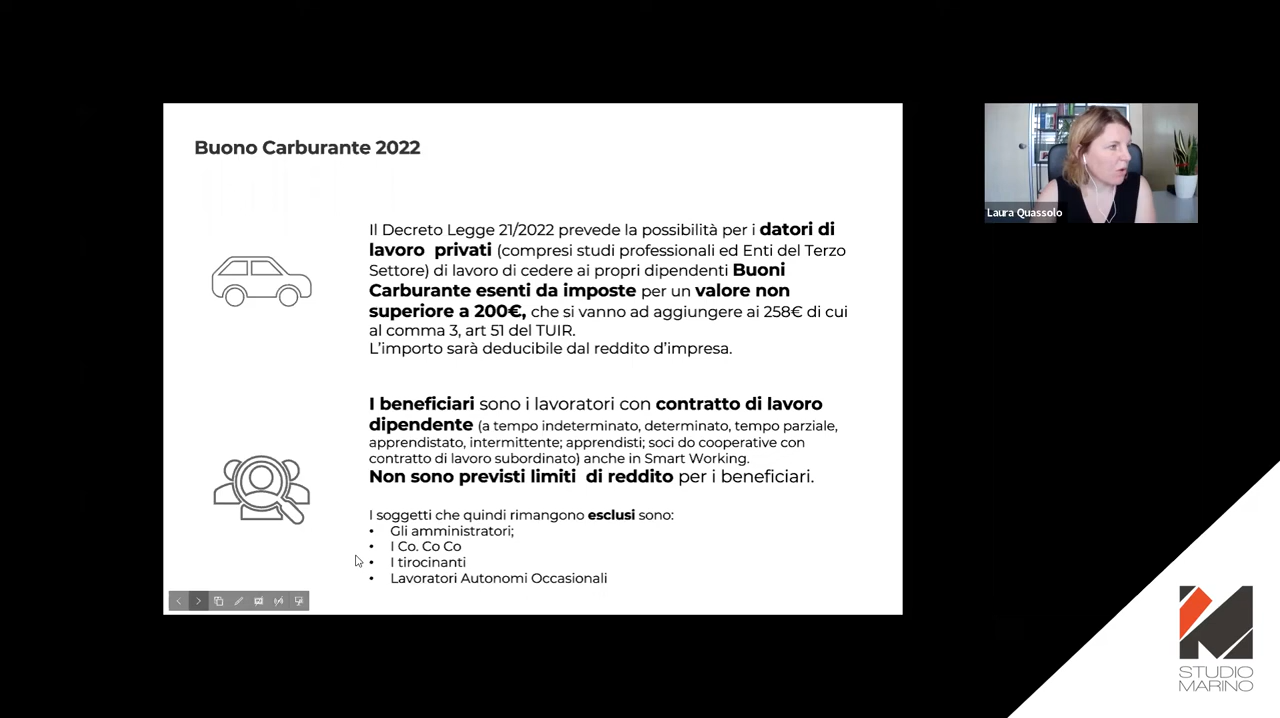 Buono Carburante 2022
Il Decreto Legge 21/2022 prevede la possibilità per i datori di
lavoro privati (compresi studi professionali ed Enti del Terzo
Settore) di lavoro di cedere ai propri dipendenti Buoni
Carburante esenti da imposte per un valore non
superiore a 200€, che si vanno ad aggiungere ai 258€ di cui
al comma 3, art 51 del TUIR.
L'importo sarà deducibile dal reddito d'impresa.
I beneficiari sono i lavoratori con contratto di lavoro
dipendente (a tempo indeterminato, determinato, tempo parziale,
apprendistato, intermittente; apprendisti; soci do cooperative con
contratto di lavoro subordinato) anche in Smart Working.
Non sono previsti limiti di reddito per i beneficiari.
I soggetti che quindi rimangono esclusi sono:
• Gli amministratori;
• I Co. Co Co
• I tirocinanti
• Lavoratori Autonomi Occasionali
Laura Quassolo
STUDIO
MARINO